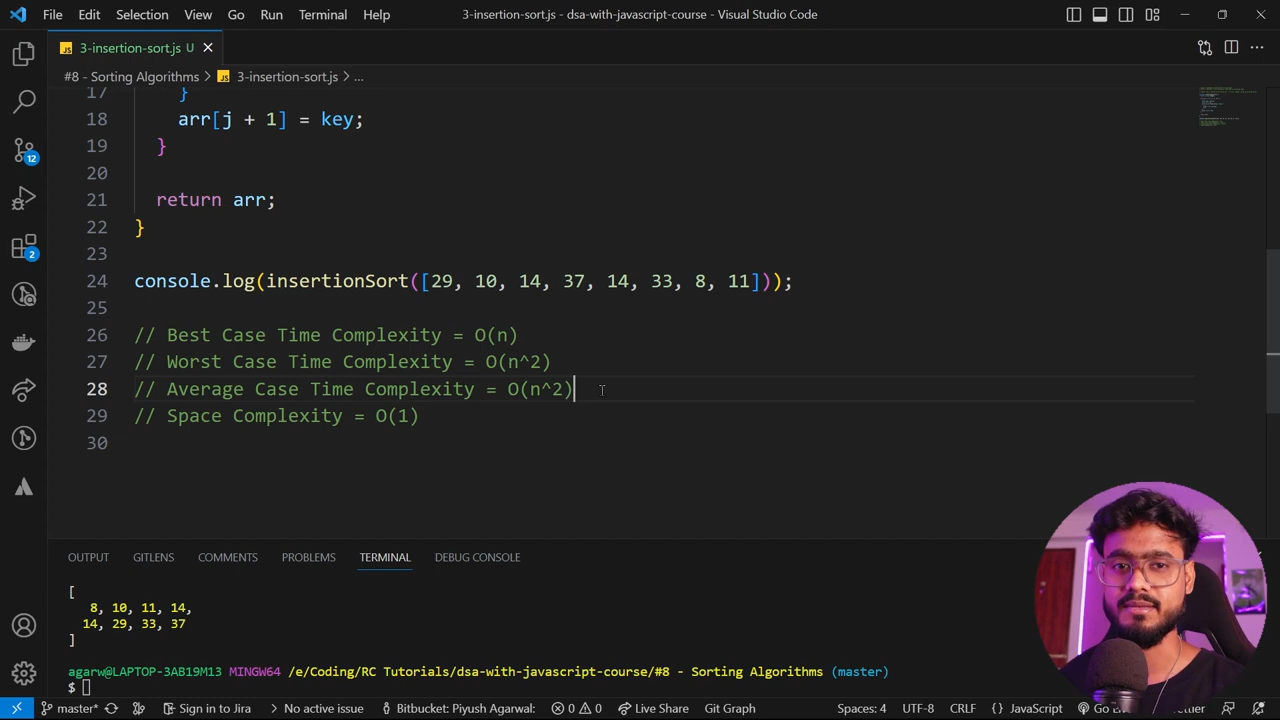 File Edit Selection View Go Run Terminal Help 3-insertion-sort.js - dsa-with-javascript-course - Visual Studio Code
JS 3-insertion-sort.js U
#8 - Sorting Algorithms > JS 3-insertion-sort.js > ...
17 }
18 arr[j + 1] = key;
19 }
20
21 return arr;
22 }
23
24 console.log(insertionSort([29, 10, 14, 37, 14, 33, 8, 11]));
25
26 // Best Case Time Complexity = O(n)
27 // Worst Case Time Complexity = O(n^2)
28 // Average Case Time Complexity = O(n^2)
29 // Space Complexity = O(1)
30
12
2
OUTPUT GITLENS COMMENTS PROBLEMS TERMINAL DEBUG CONSOLE
[
8, 10, 11, 14,
14, 29, 33, 37
]
agarw@LAPTOP-3AB19M13 MINGW64 /e/Coding/RC Tutorials/dsa-with-javascript-course/#8 - Sorting Algorithms (master)
$
master* Sign in to Jira No active issue Bitbucket: Piyush Agarwal: 0 0 Live Share Git Graph Spaces: 4 UTF-8 CRLF JavaScript